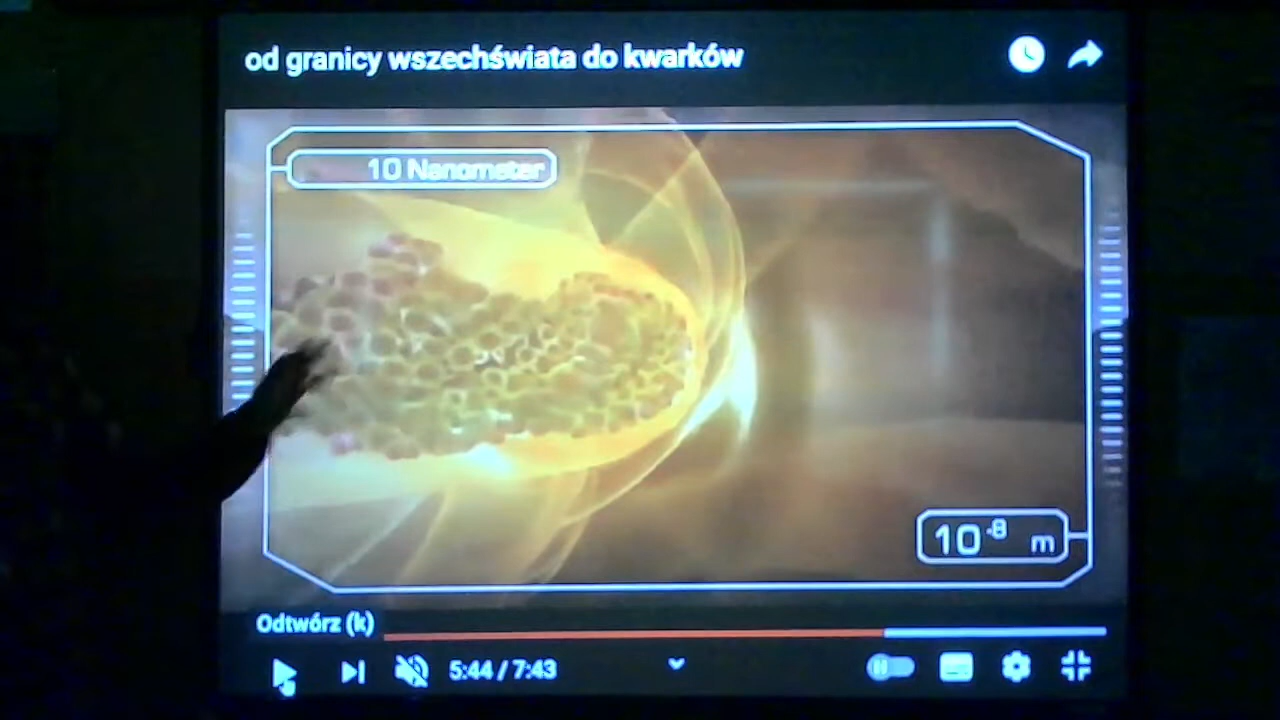 od granicy wszechświata do kwarków
10 Nanometer
10⁻⁸ m
Odtwórz (k)
5:44 / 7:43